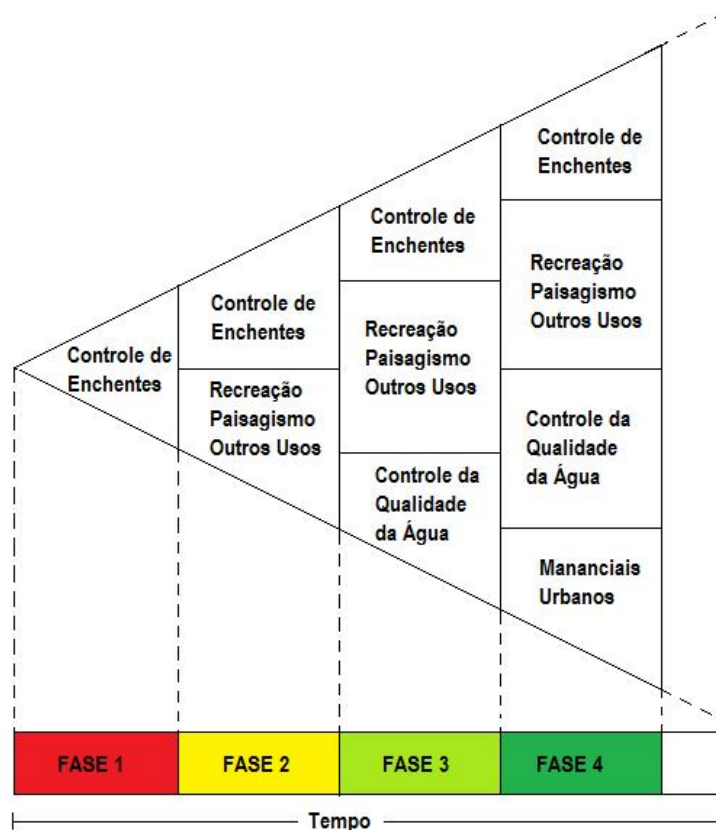 Controle de
Enchentes
Controle de
Enchentes
Recreação
Paisagismo
Outros Usos
Controle de
Enchentes
Recreação
Paisagismo
Outros Usos
Controle da
Qualidade
da Água
Controle de
Enchentes
Recreação
Paisagismo
Outros Usos
Controle da
Qualidade
da Água
Mananciais
Urbanos
FASE 1
FASE 2
FASE 3
FASE 4
Tempo